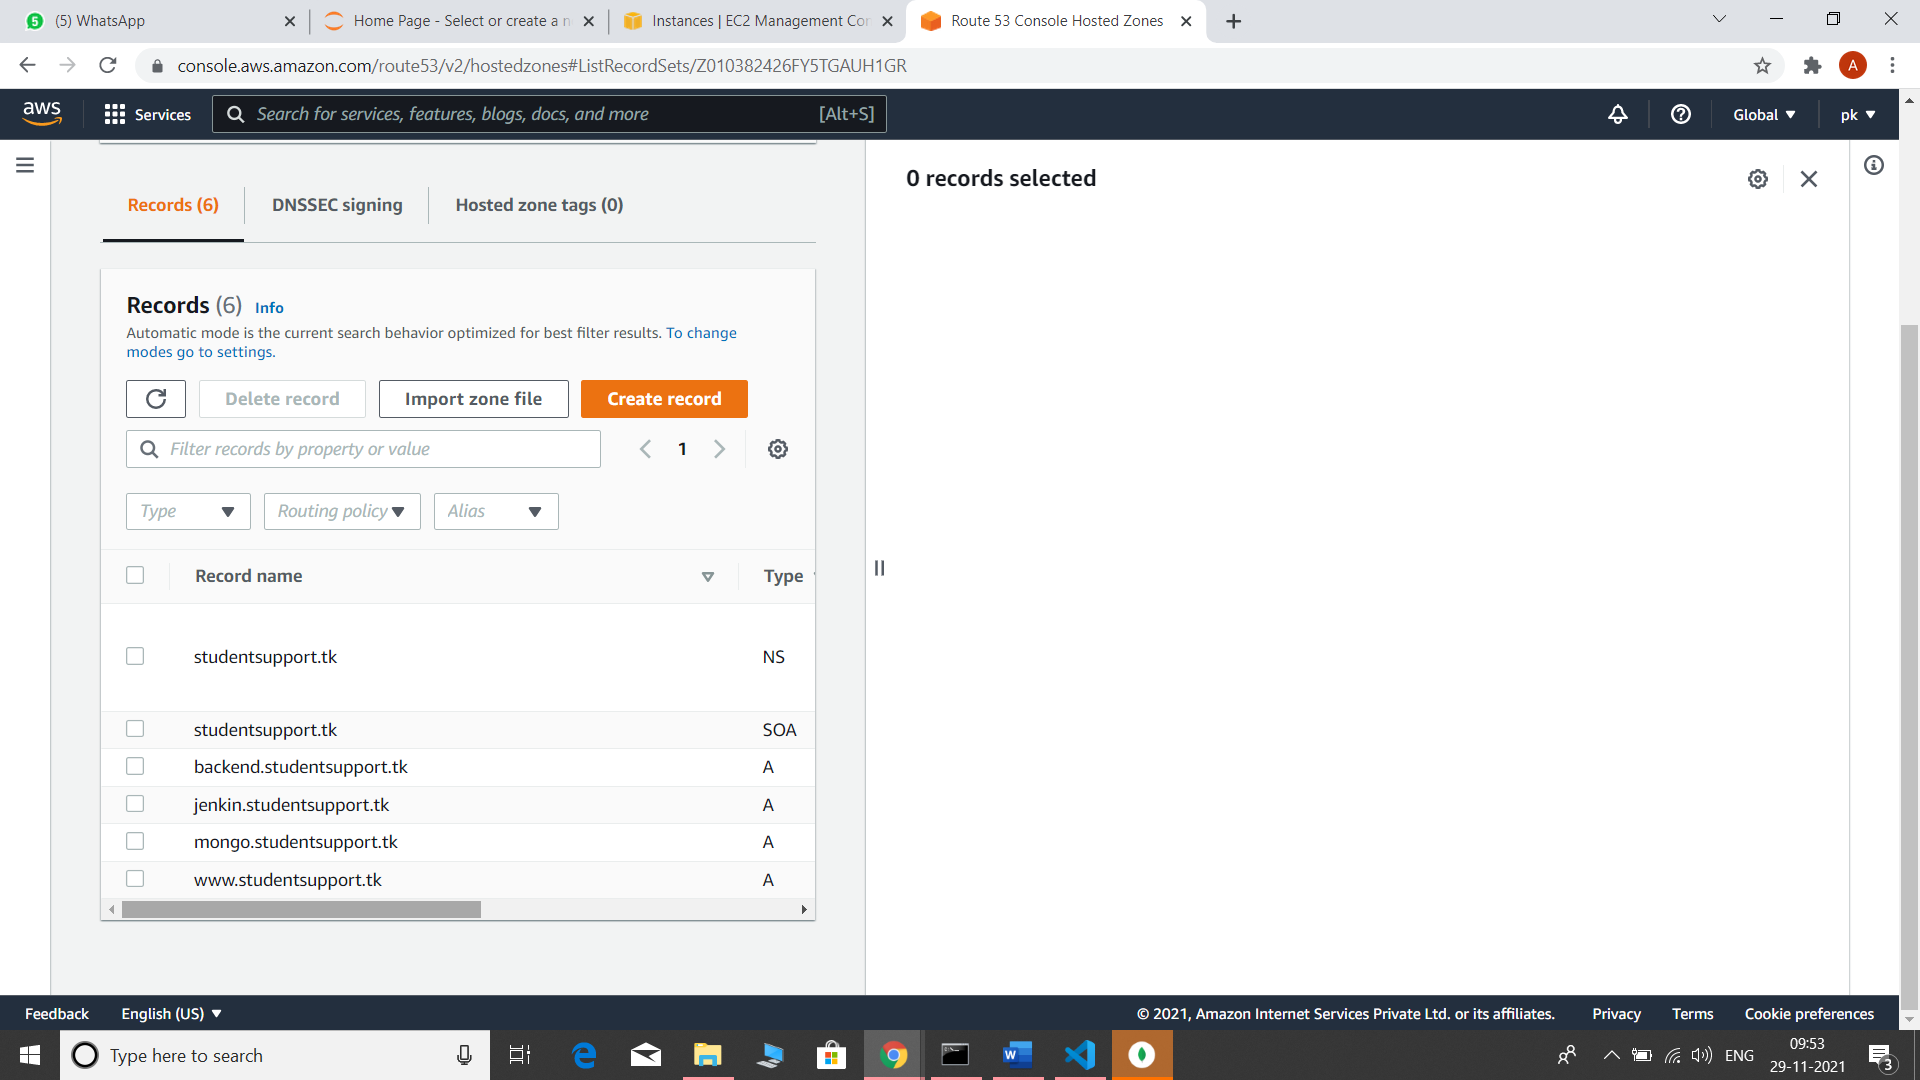 (5) WhatsApp
Home Page - Select or create a n
Instances | EC2 Management Con
Route 53 Console Hosted Zones
console.aws.amazon.com/route53/v2/hostedzones#ListRecordSets/Z010382426FY5TGAUH1GR
A
aws
Services
Search for services, features, blogs, docs, and more
[Alt+S]
Global
pk
Records (6)
DNSSEC signing
Hosted zone tags (0)
0 records selected
Records (6) Info
Automatic mode is the current search behavior optimized for best filter results. To change
modes go to settings.
Delete record
Import zone file
Create record
Filter records by property or value
1
Type
Routing policy
Alias
Record name
Type
studentsupport.tk NS
studentsupport.tk SOA
backend.studentsupport.tk A
jenkin.studentsupport.tk A
mongo.studentsupport.tk A
www.studentsupport.tk A
Feedback
English (US)
© 2021, Amazon Internet Services Private Ltd. or its affiliates.
Privacy
Terms
Cookie preferences
Type here to search
ENG
09:53
29-11-2021
3